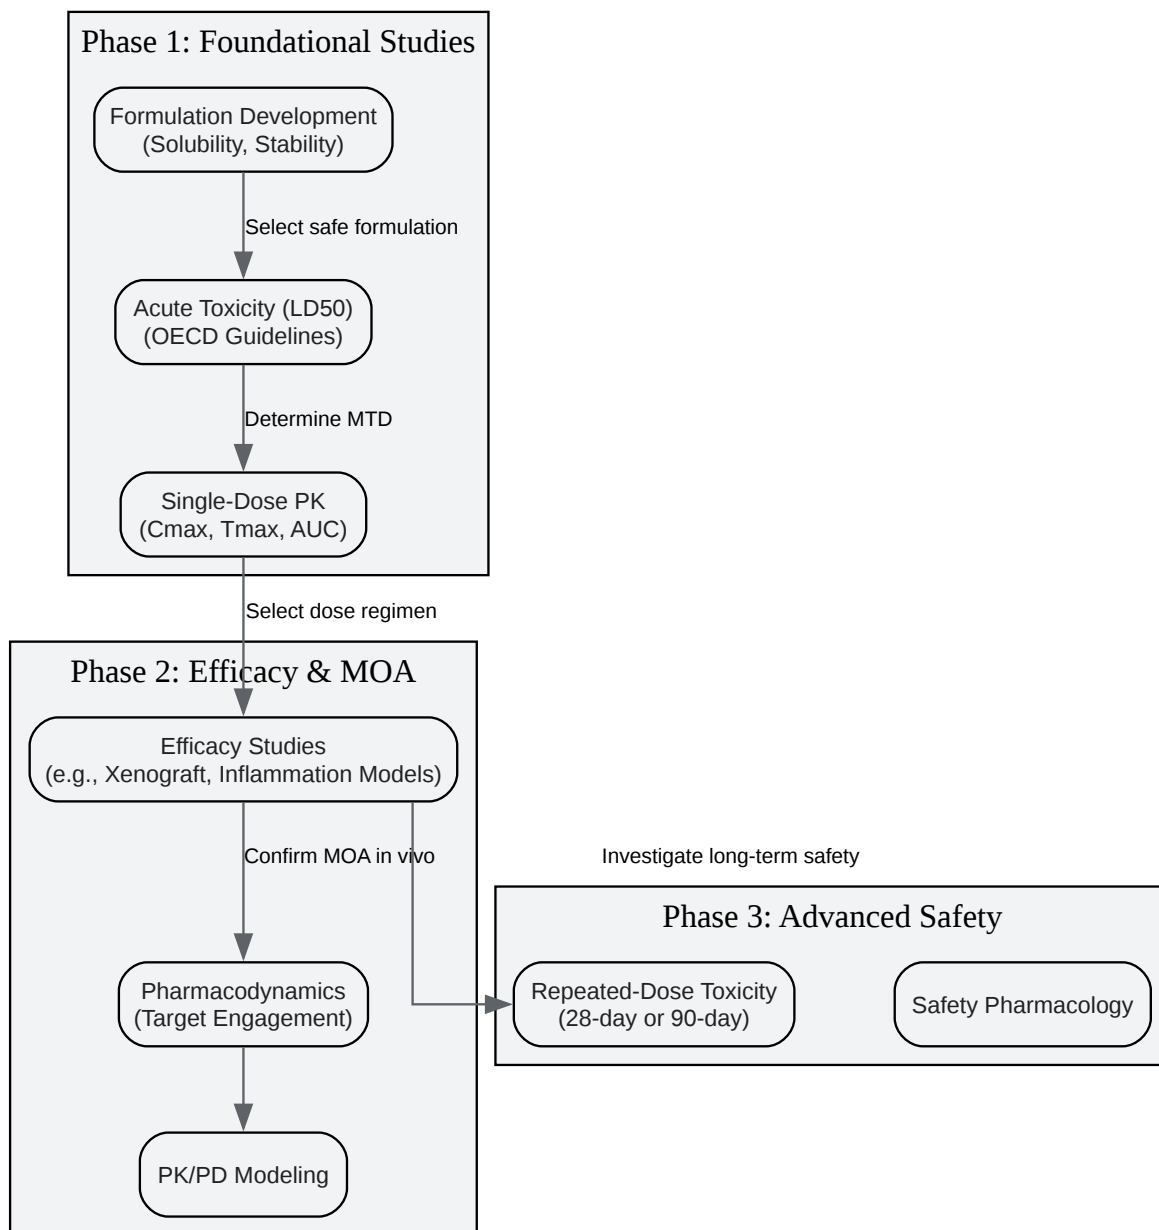 Phase 1: Foundational Studies
Formulation Development
(Solubility, Stability)
Select safe formulation
Acute Toxicity (LD50)
(OECD Guidelines)
Determine MTD
Single-Dose PK
(Cmax, Tmax, AUC)
Select dose regimen
Phase 2: Efficacy & MOA
Efficacy Studies
(e.g., Xenograft, Inflammation Models)
Confirm MOA in vivo
Investigate long-term safety
Phase 3: Advanced Safety
Pharmacodynamics
(Target Engagement)
Repeated-Dose Toxicity
(28-day or 90-day)
Safety Pharmacology
PK/PD Modeling